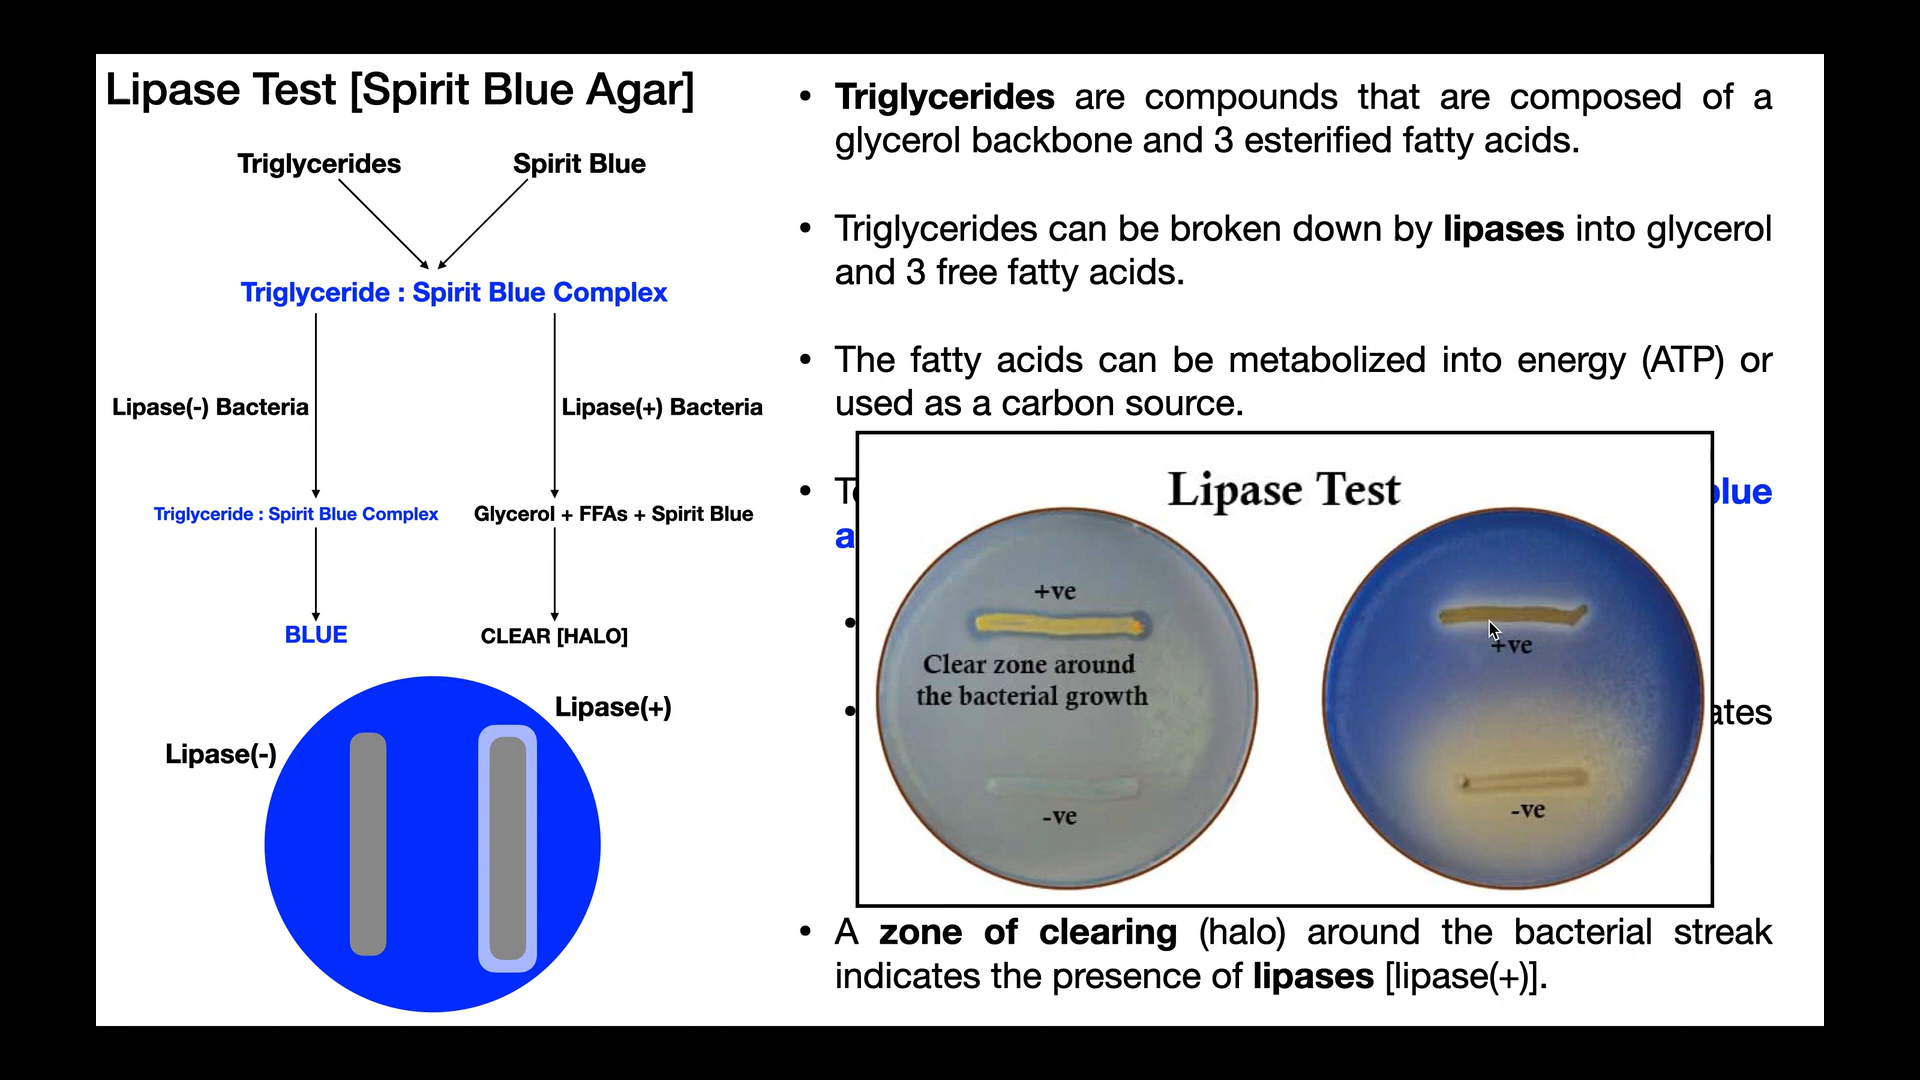 Lipase Test [Spirit Blue Agar]
Triglycerides
Spirit Blue
Triglyceride : Spirit Blue Complex
Lipase(-) Bacteria
Lipase(+) Bacteria
Triglyceride : Spirit Blue Complex
Glycerol + FFAs + Spirit Blue
BLUE
CLEAR [HALO]
Lipase(+)
Lipase(-)
• Triglycerides are compounds that are composed of a
glycerol backbone and 3 esterified fatty acids.
• Triglycerides can be broken down by lipases into glycerol
and 3 free fatty acids.
• The fatty acids can be metabolized into energy (ATP) or
used as a carbon source.
Lipase Test
+ve
Clear zone around
the bacterial growth
-ve
+ve
-ve
• A zone of clearing (halo) around the bacterial streak
indicates the presence of lipases [lipase(+)].